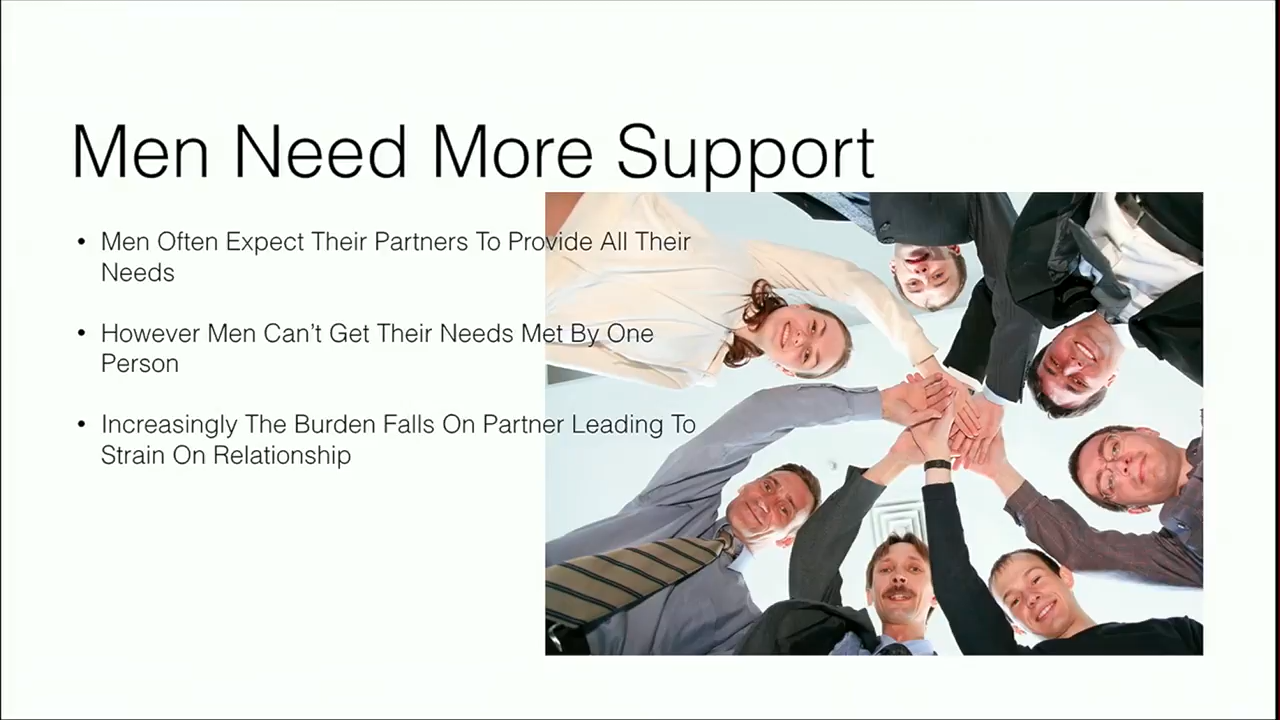 Men Need More Support
• Men Often Expect Their Partners To Provide All Their
Needs
• However Men Can't Get Their Needs Met By One
Person
• Increasingly The Burden Falls On Partner Leading To
Strain On Relationship